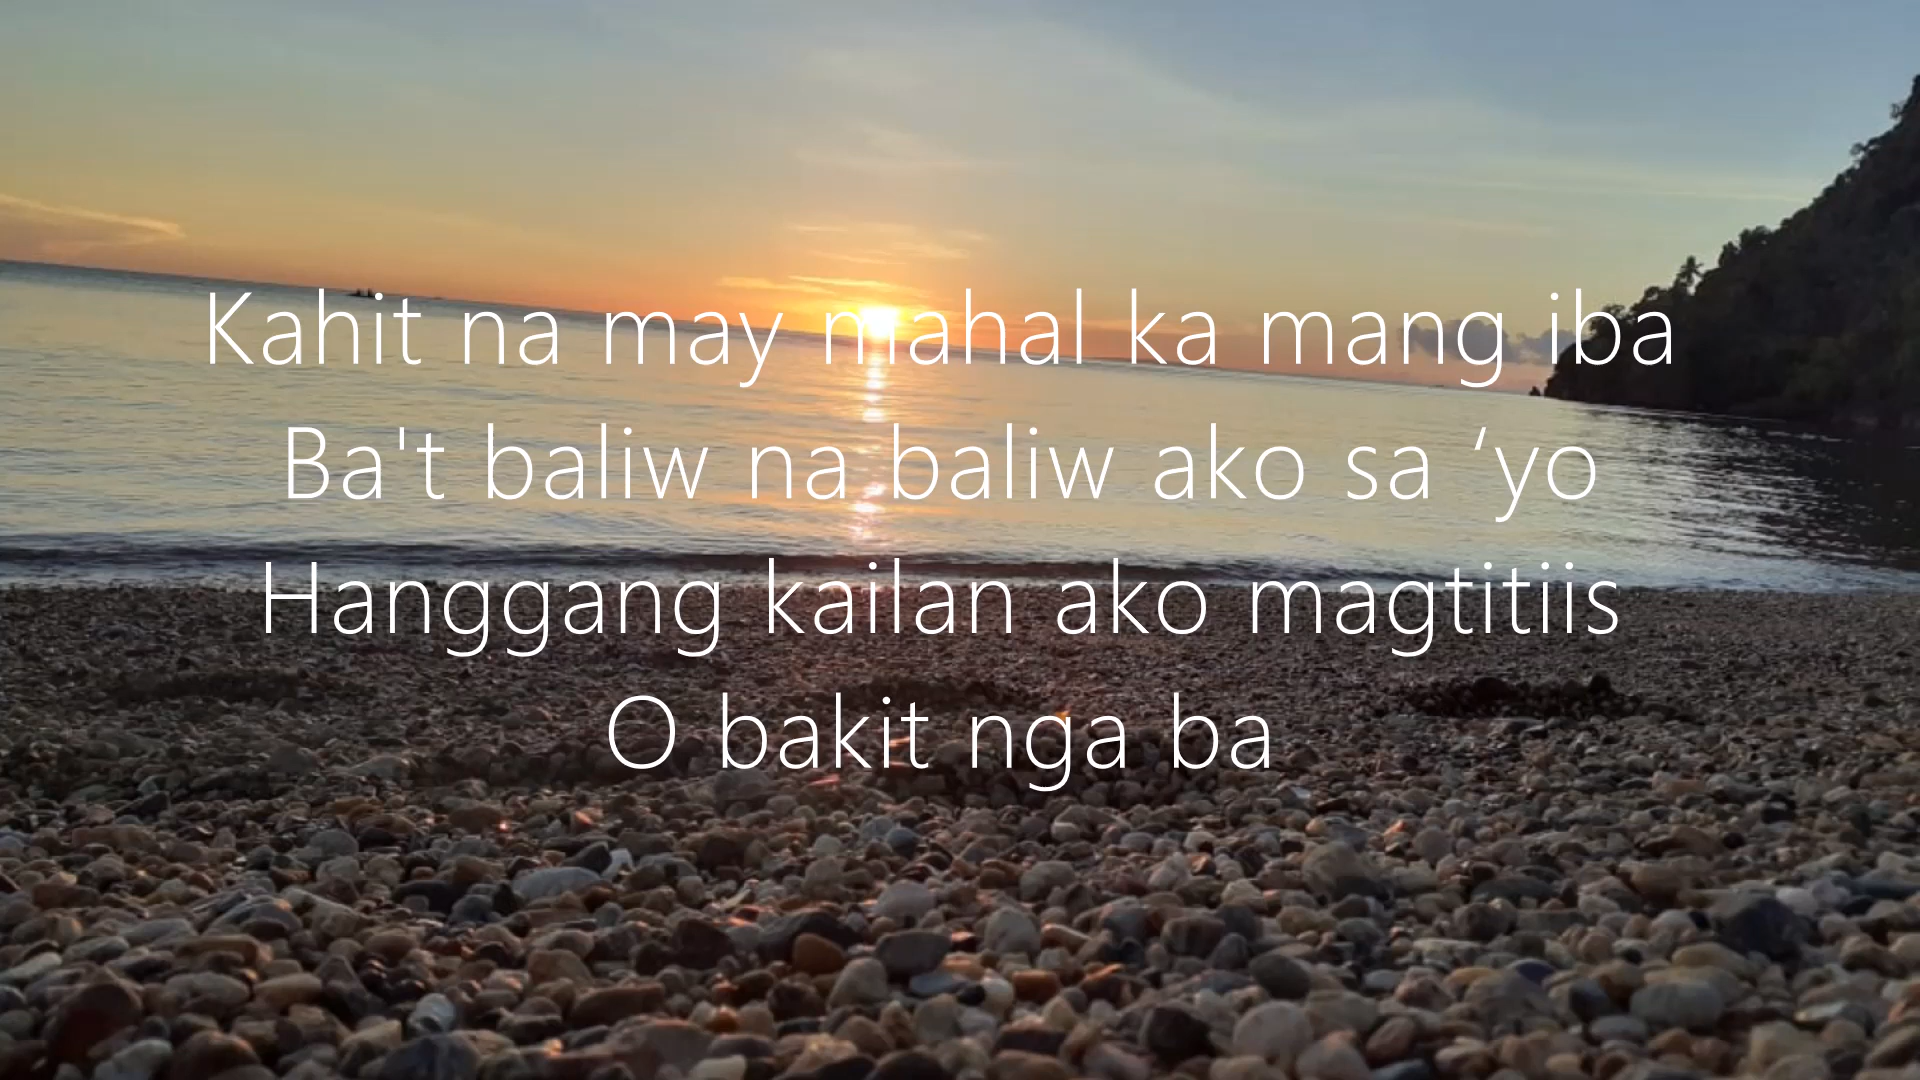 Kahit na may mahal ka mang iba
Ba't baliw na baliw ako sa ‘yo
Hanggang kailan ako magtitiis
O bakit nga ba